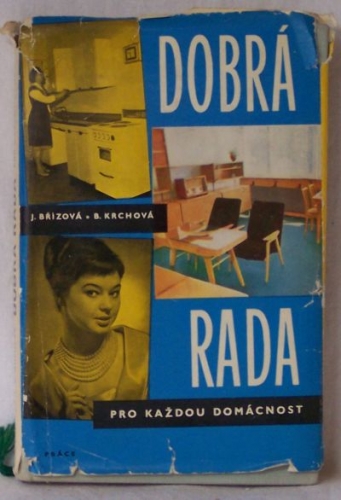 DOBRÁ
J. BŘÍZOVÁ • B. KRCHOVÁ
RADA
PRO KAŽDOU DOMÁCNOST
PRÁCE